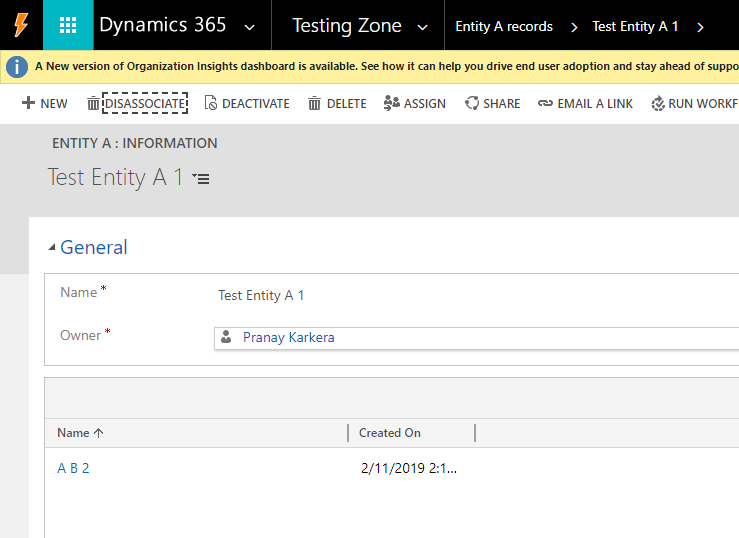 Dynamics 365 Testing Zone Entity A records Test Entity A 1
A New version of Organization Insights dashboard is available. See how it can help you drive end user adoption and stay ahead of suppo
NEW DISASSOCIATE DEACTIVATE DELETE ASSIGN SHARE EMAIL A LINK RUN WORKF
ENTITY A : INFORMATION
Test Entity A 1
General
Name * Test Entity A 1
Owner * Pranay Karkera
Name Created On
A B 2 2/11/2019 2:1...